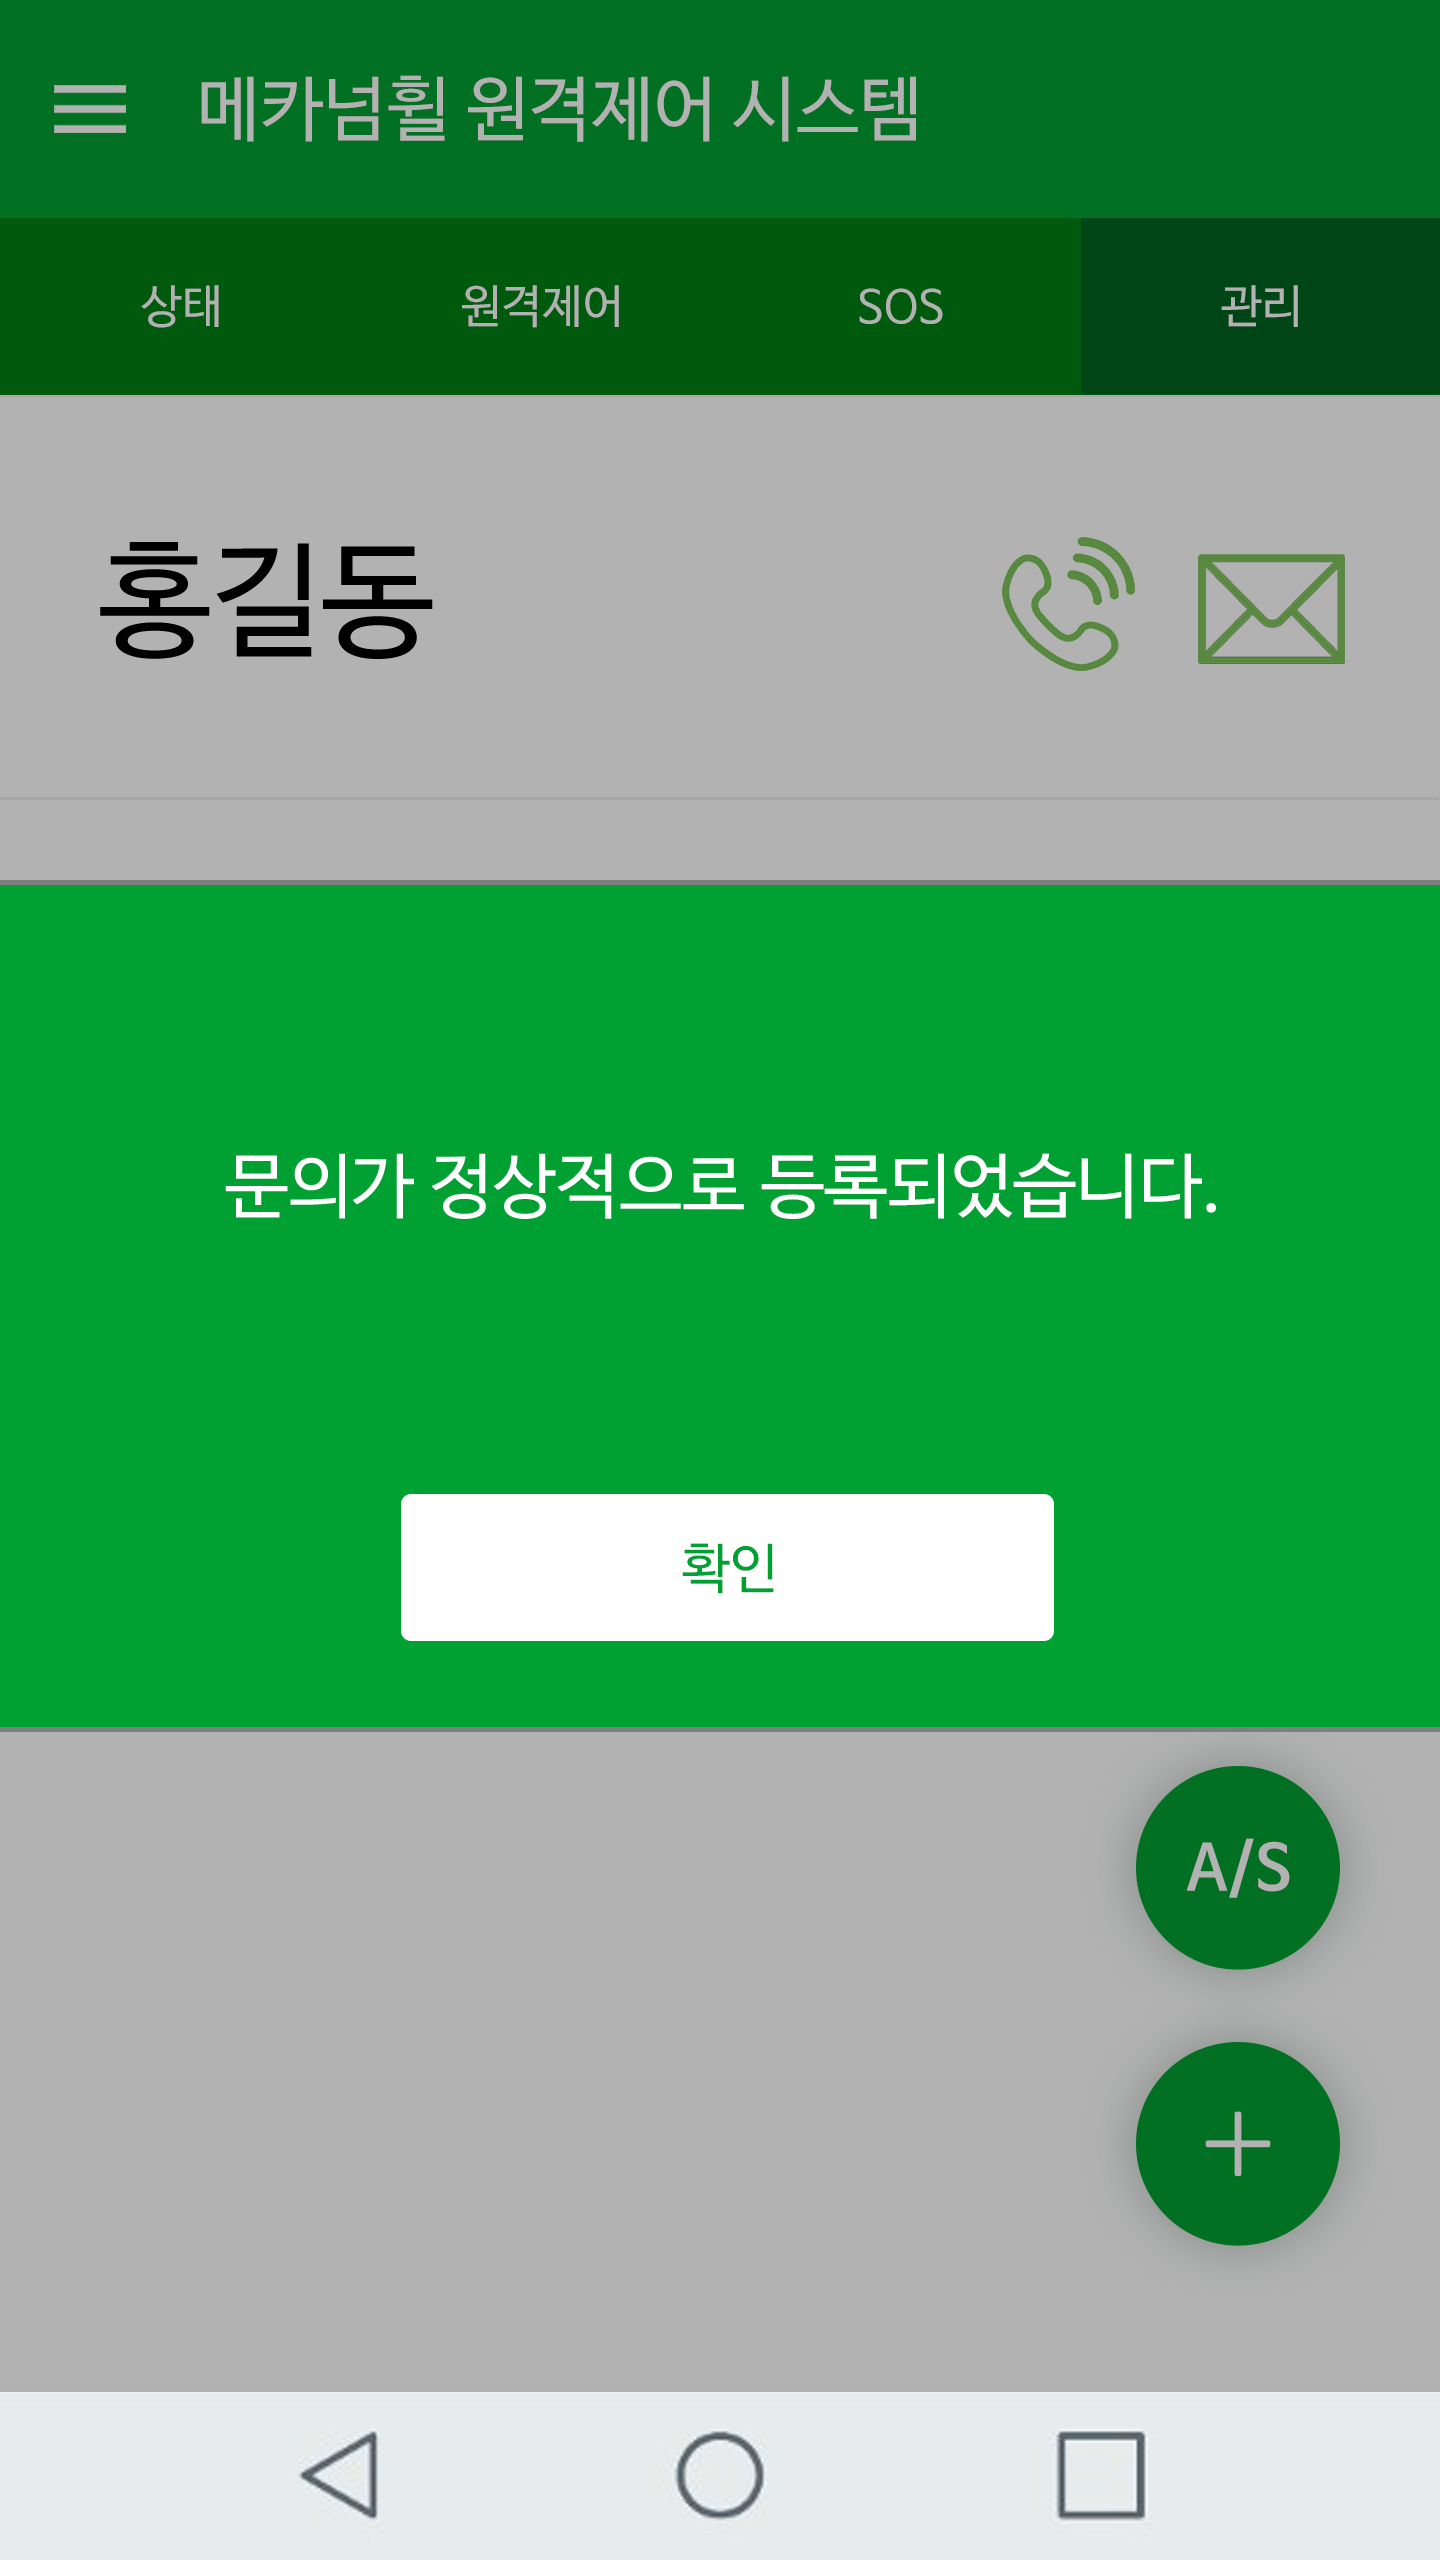 메카넘휠 원격제어 시스템
상태 원격제어 SOS 관리
홍길동
문의가 정상적으로 등록되었습니다.
확인
A/S
+